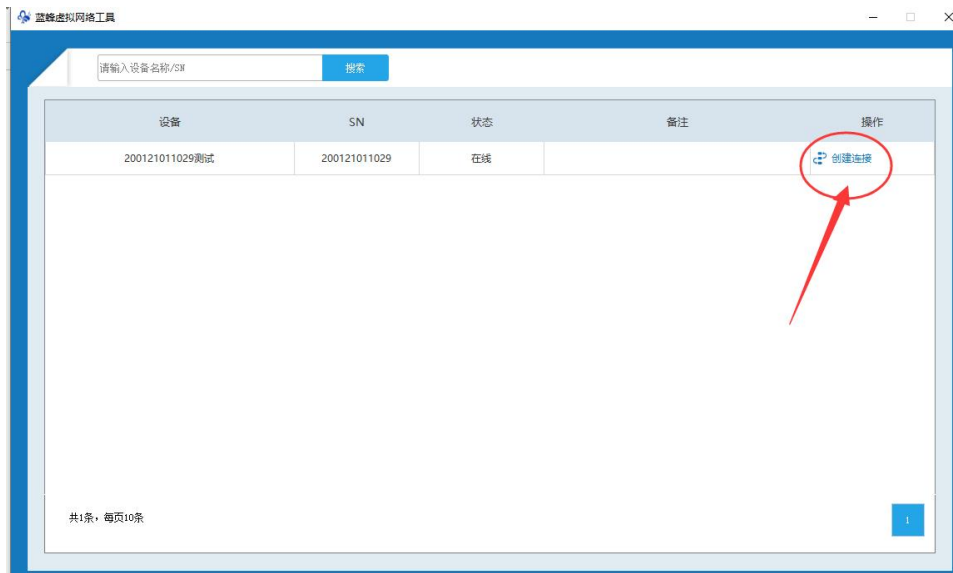 蓝蜂虚拟网络工具
请输入设备名称/SN 搜索
设备 SN 状态 备注 操作
200121011029测试 200121011029 在线 创建连接
共1条，每页10条 1